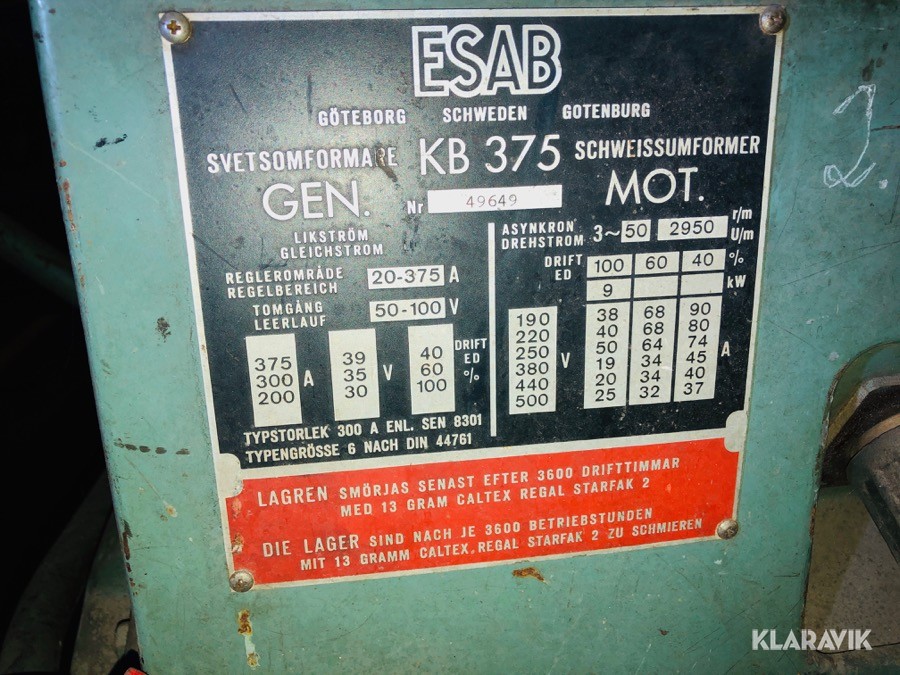 ESAB
GÖTEBORG SCHWEDEN GOTENBURG
SVETSOMFORMARE KB 375 SCHWEISSUMFORMER
GEN. Nr 49649 MOT.
LIKSTRÖM
GLEICHSTROM
REGLEROMRÅDE
REGELBEREICH 20-375 A
TOMGÅNG
LEERLAUF 50-100 V
375 39 40 DRIFT
300 A 35 V 60 ED
200 30 100 %
TYPSTORLEK 300 A ENL. SEN 8301
TYPENGRÖSSE 6 NACH DIN 44761
ASYNKRON
DREHSTROM 3~ 50 2950 r/m
U/m
DRIFT
ED 100 60 40 %
9 kW
190 38 68 90
220 40 68 80
250 50 64 74
380 V 19 34 45 A
440 20 34 40
500 25 32 37
LAGREN SMÖRJAS SENAST EFTER 3600 DRIFTTIMMAR
MED 13 GRAM CALTEX REGAL STARFAK 2
DIE LAGER SIND NACH JE 3600 BETRIEBSTUNDEN
MIT 13 GRAMM CALTEX.REGAL STARFAK 2 ZU SCHMIEREN
2
KLARAVIK